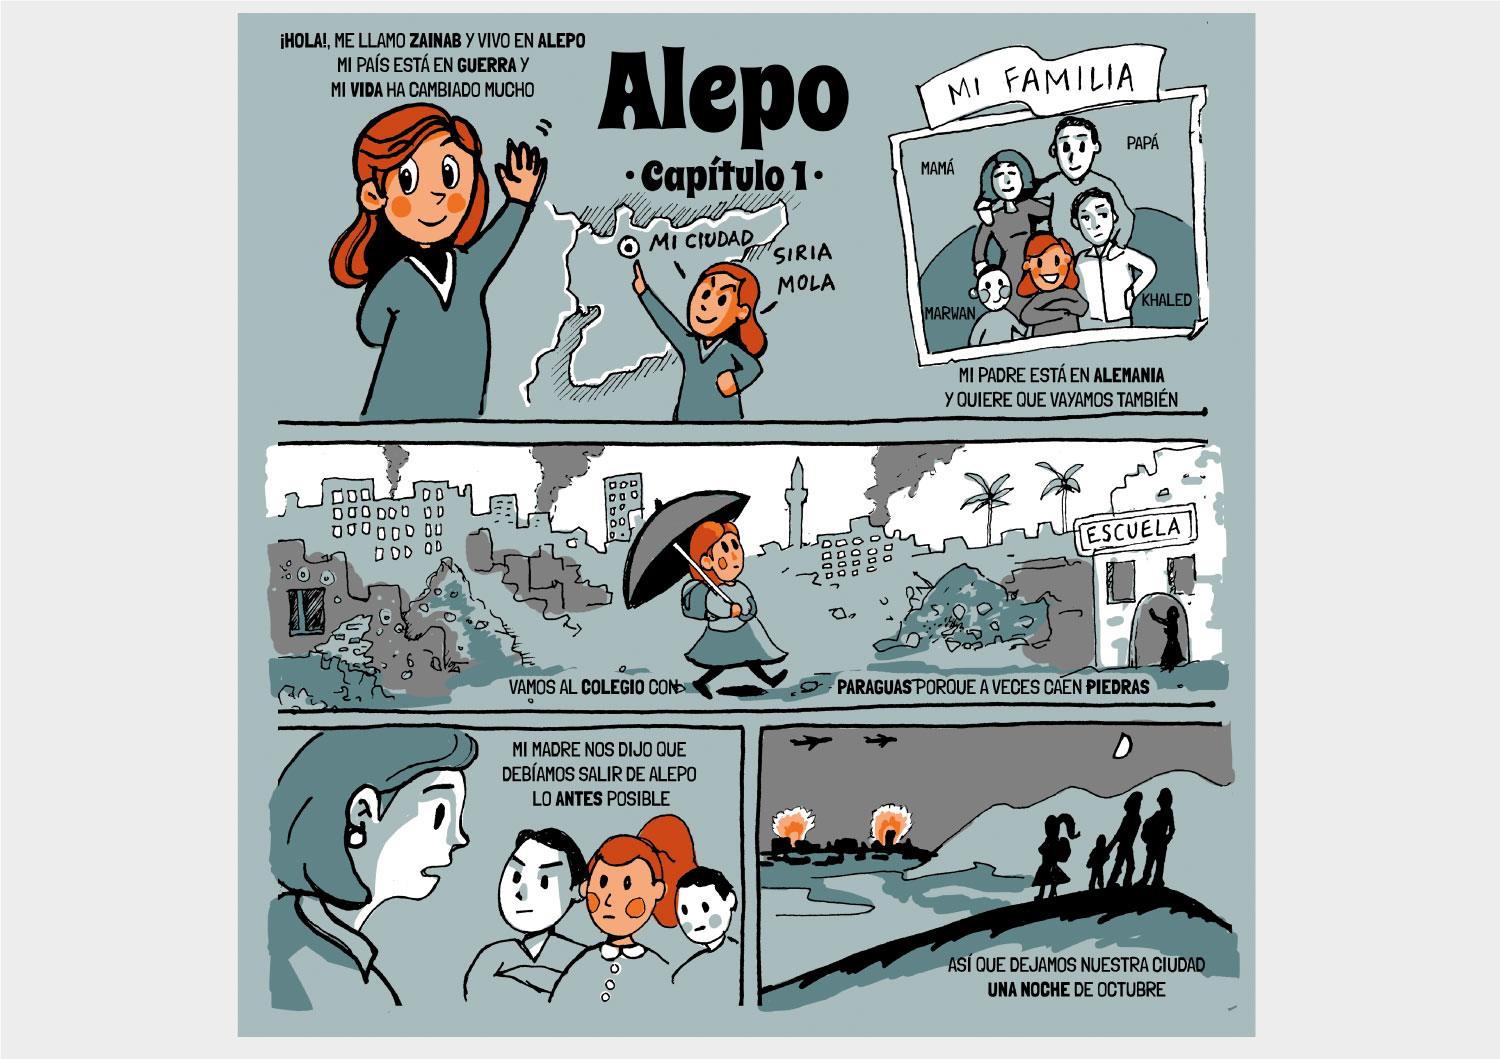 ¡HOLA!, ME LLAMO ZAINAB Y VIVO EN ALEPO
MI PAÍS ESTÁ EN GUERRA Y
MI VIDA HA CAMBIADO MUCHO
Alepo
· Capítulo 1 ·
MI CIUDAD
SIRIA
MOLA
MI FAMILIA
MAMÁ
PAPÁ
MARWAN
KHALED
MI PADRE ESTÁ EN ALEMANIA
Y QUIERE QUE VAYAMOS TAMBIÉN
ESCUELA
VAMOS AL COLEGIO CON PARAGUAS PORQUE A VECES CAEN PIEDRAS
MI MADRE NOS DIJO QUE
DEBÍAMOS SALIR DE ALEPO
LO ANTES POSIBLE
ASÍ QUE DEJAMOS NUESTRA CIUDAD
UNA NOCHE DE OCTUBRE